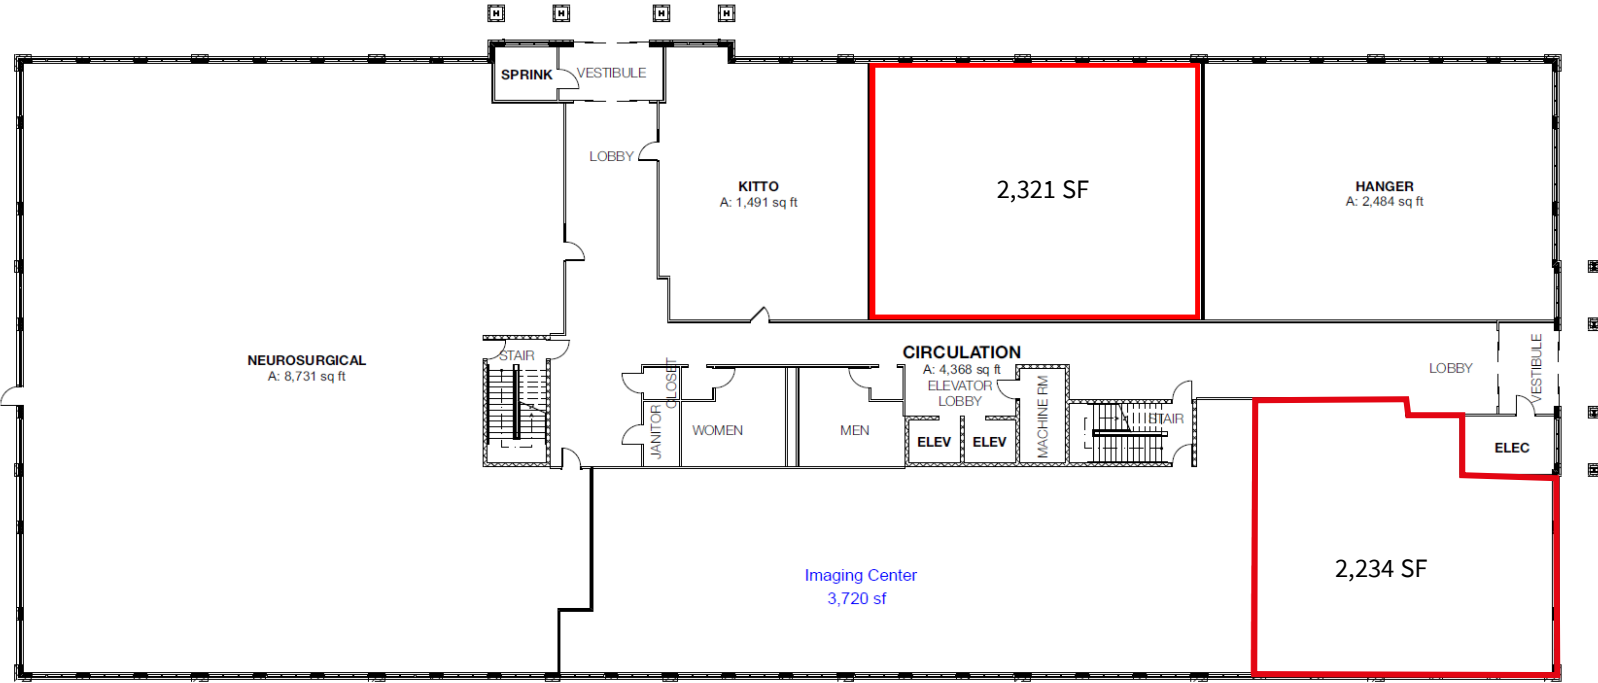 H H H H
SPRINK
VESTIBULE
LOBBY
KITTO
A: 1,491 sq ft
2,321 SF
HANGER
A: 2,484 sq ft
NEUROSURGICAL
A: 8,731 sq ft
STAIR
CLOSET
JANITOR
WOMEN
MEN
CIRCULATION
A: 4,368 sq ft
ELEVATOR
LOBBY
ELEV
ELEV
MACHINE RM
STAIR
LOBBY
VESTIBULE
ELEC
Imaging Center
3,720 sf
2,234 SF